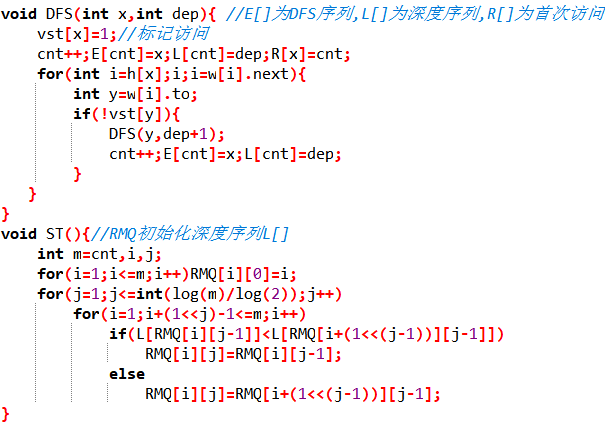 void DFS(int x,int dep){ //E[]为DFS序列,L[]为深度序列,R[]为首次访问
vst[x]=1;//标记访问
cnt++;E[cnt]=x;L[cnt]=dep;R[x]=cnt;
for(int i=h[x];i;i=w[i].next){
int y=w[i].to;
if(!vst[y]){
DFS(y,dep+1);
cnt++;E[cnt]=x;L[cnt]=dep;
}
}
}
void ST(){//RMQ初始化深度序列L[]
int m=cnt,i,j;
for(i=1;i<=m;i++)RMQ[i][0]=i;
for(j=1;j<=int(log(m)/log(2));j++)
for(i=1;i+(1<<j)-1<=m;i++)
if(L[RMQ[i][j-1]]<L[RMQ[i+(1<<(j-1))][j-1]])
RMQ[i][j]=RMQ[i][j-1];
else
RMQ[i][j]=RMQ[i+(1<<(j-1))][j-1];
}